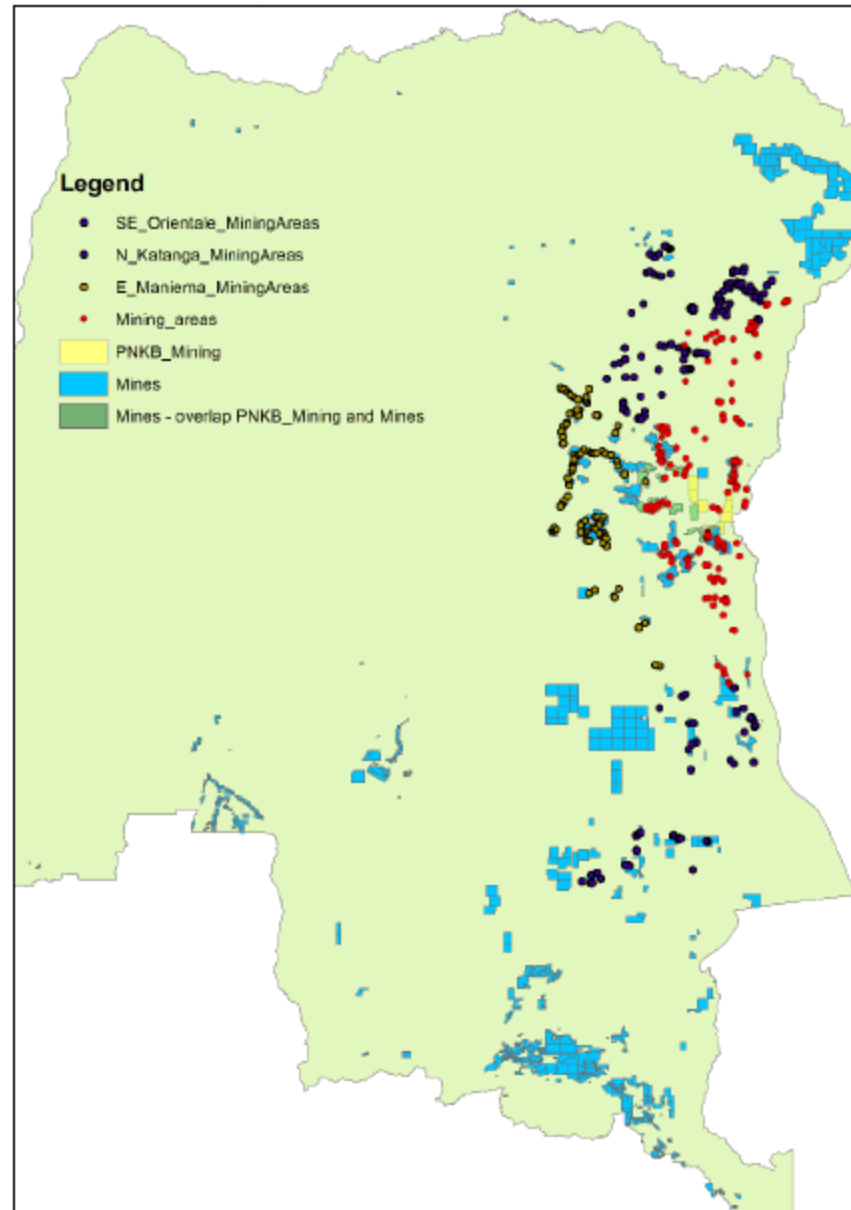 Legend
SE_Orientale_MiningAreas
N_Katanga_MiningAreas
E_Maniema_MiningAreas
Mining_areas
PNKB_Mining
Mines
Mines - overlap PNKB_Mining and Mines